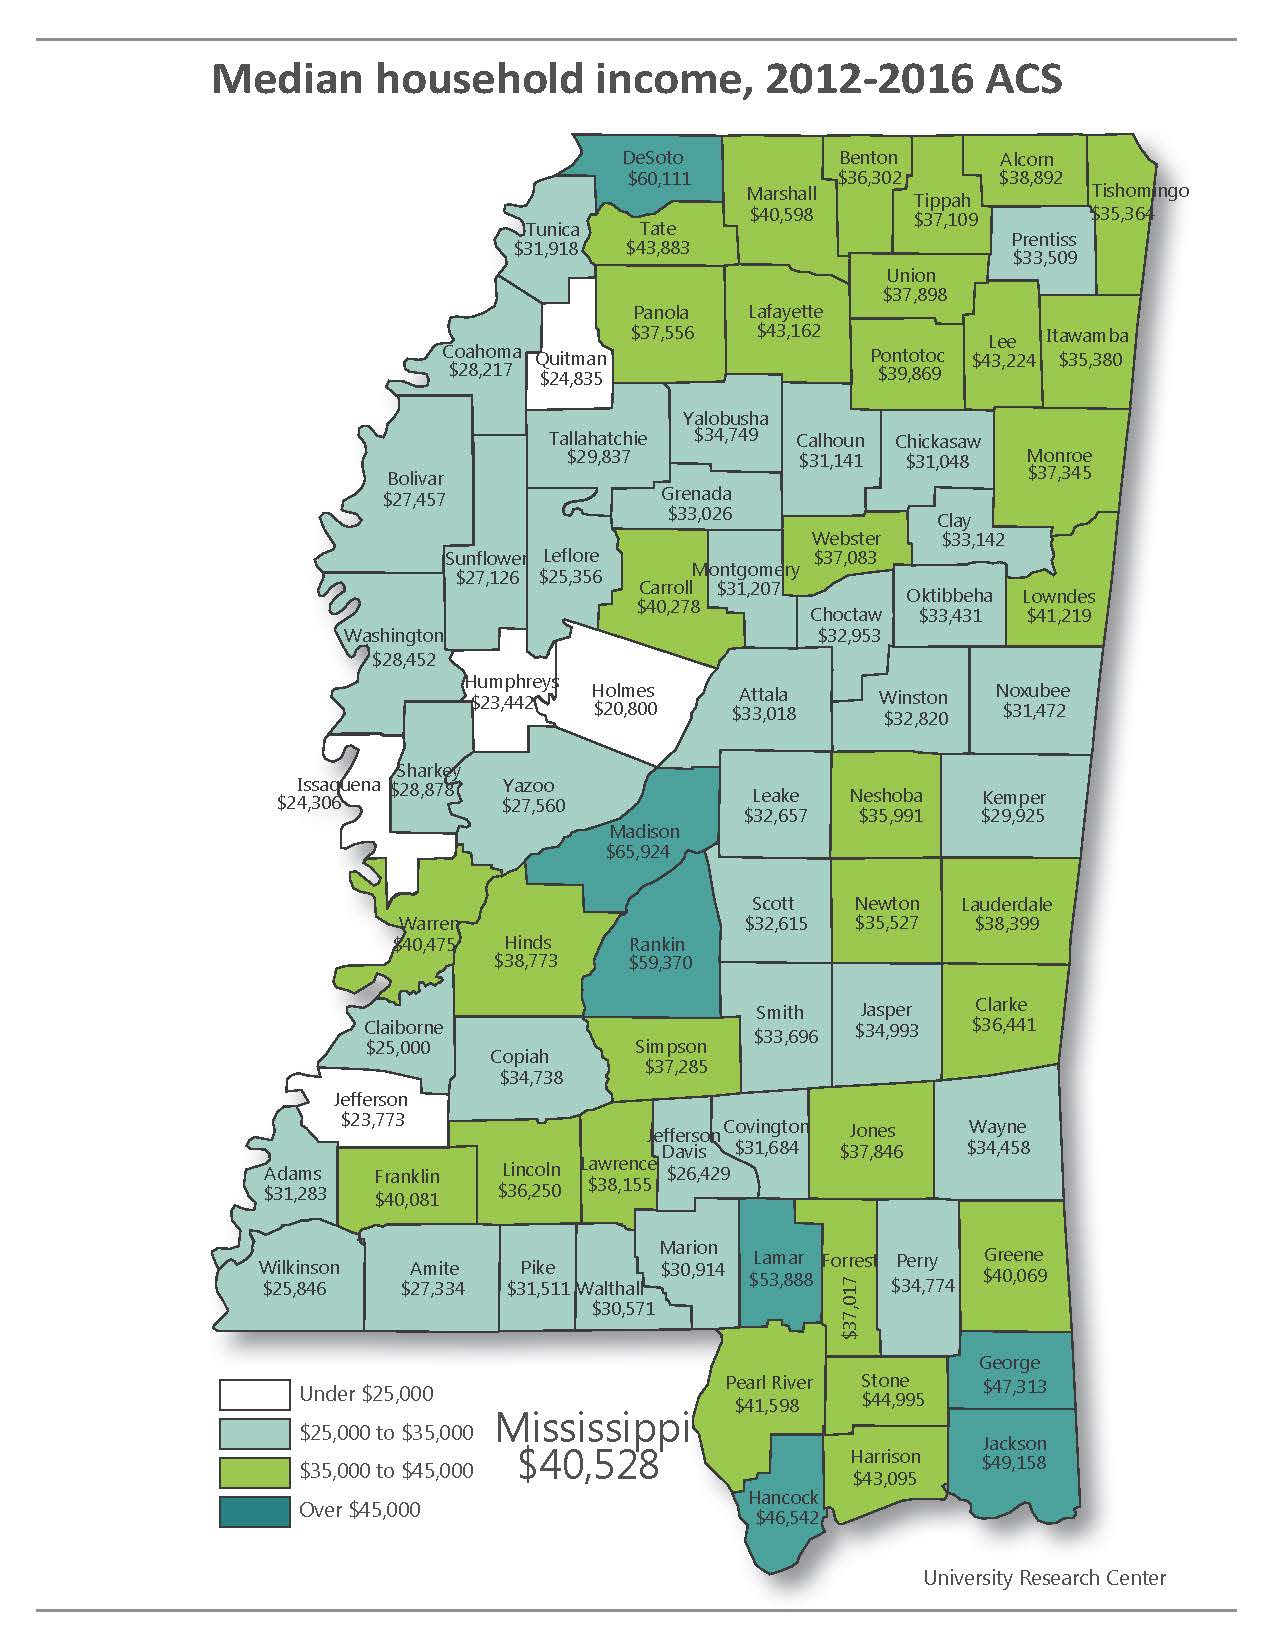 Median household income, 2012-2016 ACS
DeSoto
$60,111
Marshall
$40,598
Benton
$36,302
Tippah
$37,109
Alcorn
$38,892
Tishomingo
$35,364
Tunica
$31,918
Tate
$43,883
Prentiss
$33,509
Union
$37,898
Panola
$37,556
Lafayette
$43,162
Pontotoc
$39,869
Lee
$43,224
Itawamba
$35,380
Coahoma
$28,217
Quitman
$24,835
Tallahatchie
$29,837
Yalobusha
$34,749
Calhoun
$31,141
Chickasaw
$31,048
Monroe
$37,345
Bolivar
$27,457
Grenada
$33,026
Clay
$33,142
Sunflower
$27,126
Leflore
$25,356
Carroll
$40,278
Montgomery
$31,207
Webster
$37,083
Choctaw
$32,953
Oktibbeha
$33,431
Lowndes
$41,219
Washington
$28,452
Humphreys
$23,442
Holmes
$20,800
Attala
$33,018
Winston
$32,820
Noxubee
$31,472
Issaquena
$24,306
Sharkey
$28,878
Yazoo
$27,560
Madison
$65,924
Leake
$32,657
Neshoba
$35,991
Kemper
$29,925
Warren
$40,475
Hinds
$38,773
Rankin
$59,370
Scott
$32,615
Newton
$35,527
Lauderdale
$38,399
Claiborne
$25,000
Copiah
$34,738
Simpson
$37,285
Smith
$33,696
Jasper
$34,993
Clarke
$36,441
Jefferson
$23,773
Adams
$31,283
Franklin
$40,081
Lincoln
$36,250
Lawrence
$38,155
Jefferson
Davis
$26,429
Covington
$31,684
Jones
$37,846
Wayne
$34,458
Wilkinson
$25,846
Amite
$27,334
Pike
$31,511
Walthall
$30,571
Marion
$30,914
Lamar
$53,888
Forrest
$37,017
Perry
$34,774
Greene
$40,069
Pearl River
$41,598
Stone
$44,995
George
$47,313
Hancock
$46,542
Harrison
$43,095
Jackson
$49,158
Under $25,000
$25,000 to $35,000
$35,000 to $45,000
Over $45,000
Mississippi
$40,528
University Research Center